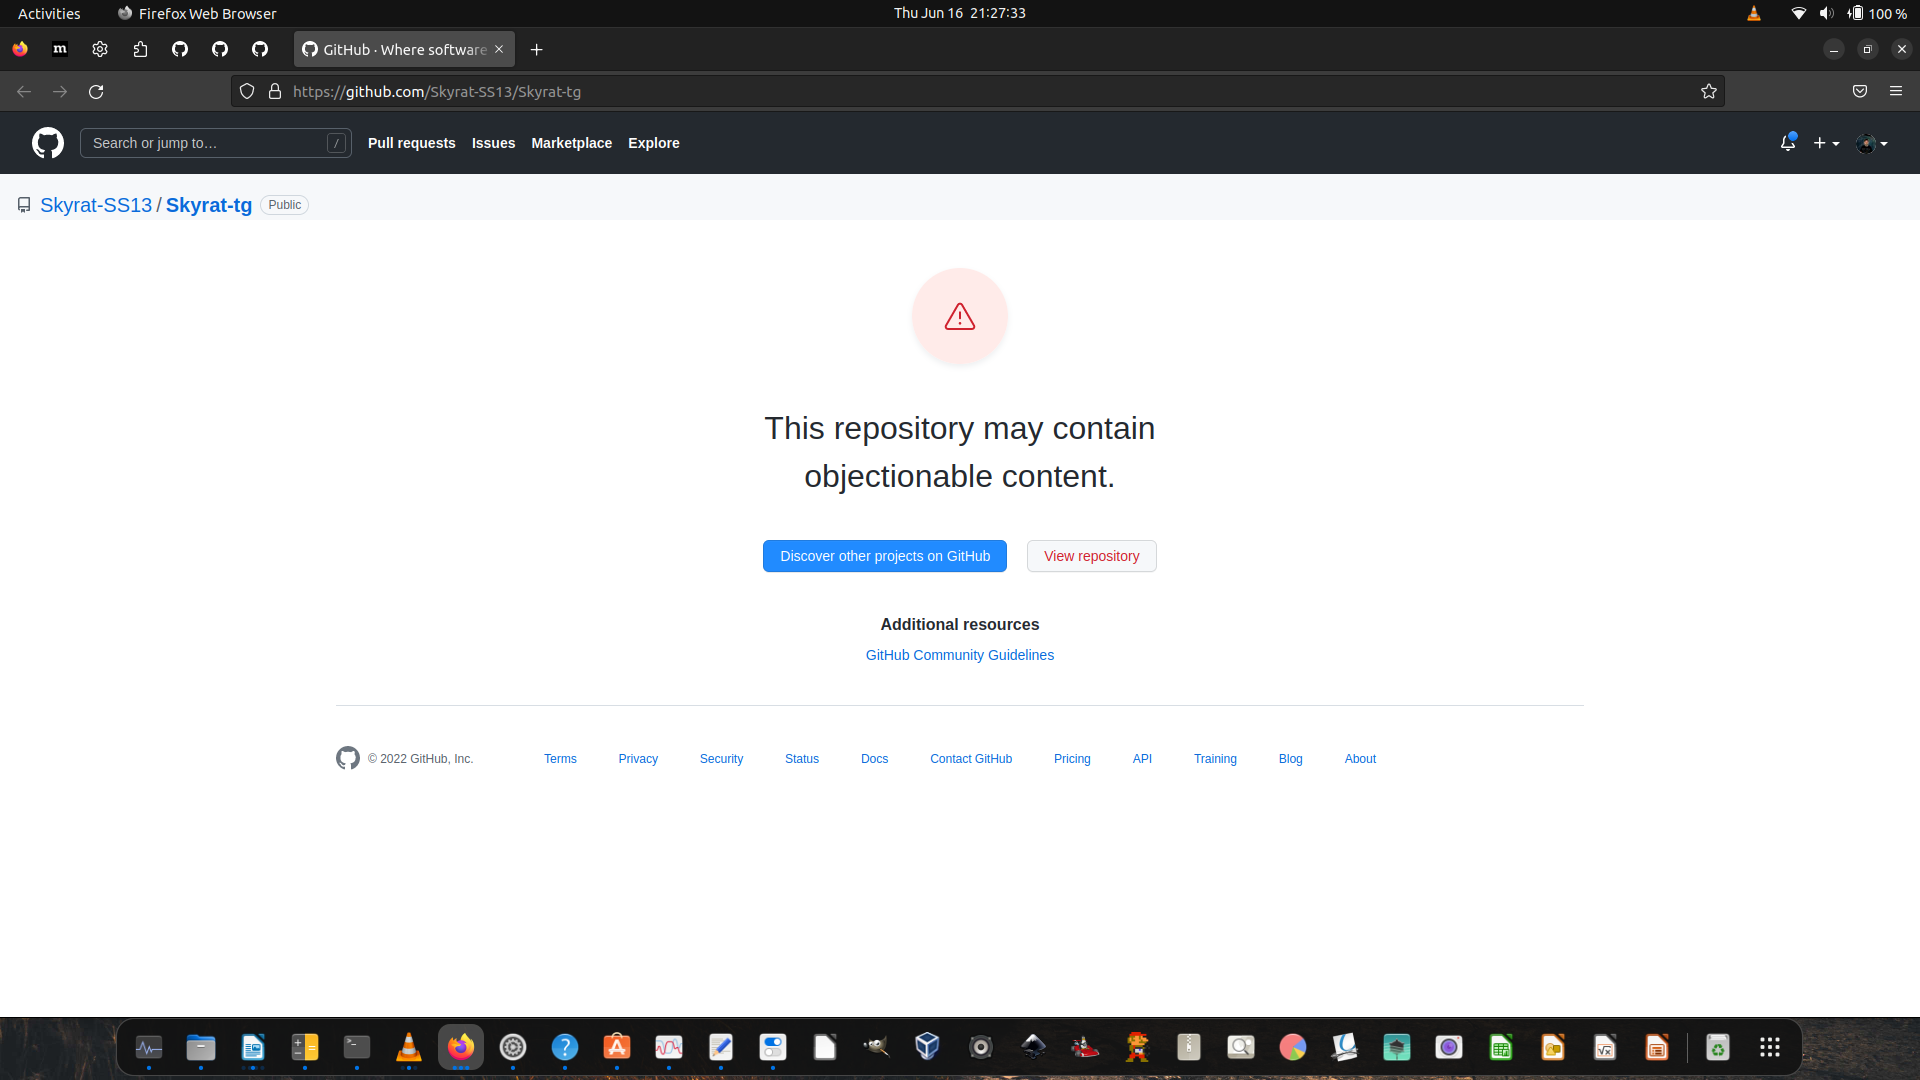 Activities
Firefox Web Browser
Thu Jun 16 21:27:33
100 %
m
GitHub · Where software
https://github.com/Skyrat-SS13/Skyrat-tg
Search or jump to…
/
Pull requests
Issues
Marketplace
Explore
Skyrat-SS13 / Skyrat-tg
Public
This repository may contain
objectionable content.
Discover other projects on GitHub
View repository
Additional resources
GitHub Community Guidelines
© 2022 GitHub, Inc.
Terms
Privacy
Security
Status
Docs
Contact GitHub
Pricing
API
Training
Blog
About